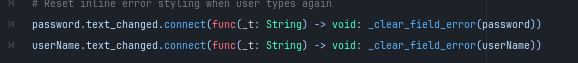 # Reset inline error styling when user types again
password.text_changed.connect(func(_t: String) -> void: _clear_field_error(password))
userName.text_changed.connect(func(_t: String) -> void: _clear_field_error(userName))